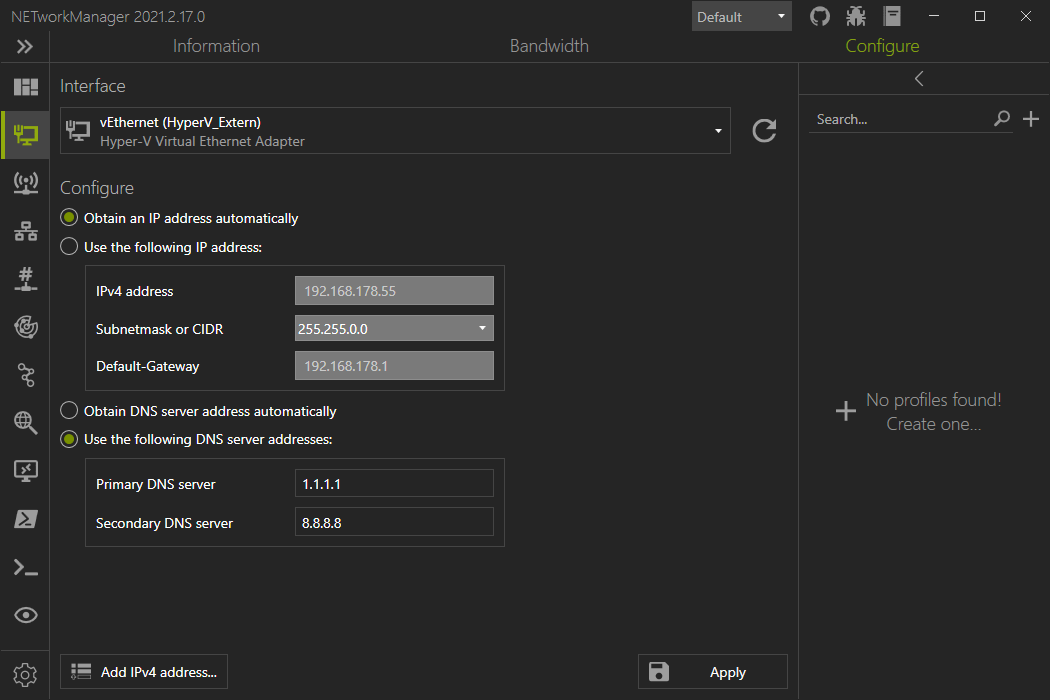 NETworkManager 2021.2.17.0
Default
Information
Bandwidth
Configure
Interface
vEthernet (HyperV_Extern)
Hyper-V Virtual Ethernet Adapter
Search...
Configure
Obtain an IP address automatically
Use the following IP address:
IPv4 address
192.168.178.55
Subnetmask or CIDR
255.255.0.0
Default-Gateway
192.168.178.1
Obtain DNS server address automatically
Use the following DNS server addresses:
Primary DNS server
1.1.1.1
Secondary DNS server
8.8.8.8
No profiles found!
Create one...
Add IPv4 address...
Apply